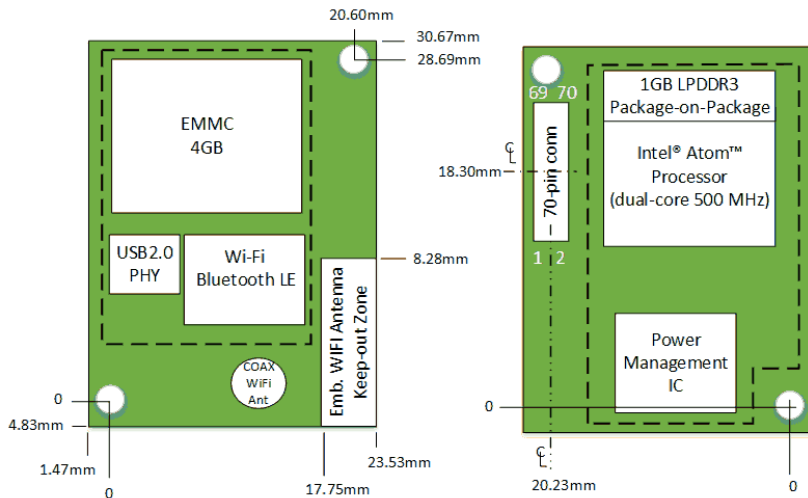 20.60mm
30.67mm
28.69mm
EMMC
4GB
USB2.0
PHY
Wi-Fi
Bluetooth LE
8.28mm
Emb. WIFI Antenna
Keep-out Zone
COAX
WiFi
Ant
0
4.83mm
1.47mm
0
17.75mm
23.53mm
69 70
1GB LPDDR3
Package-on-Package
Intel® Atom™
Processor
(dual-core 500 MHz)
℄
18.30mm
70-pin conn
1 2
Power
Management
IC
0
℄
20.23mm
0